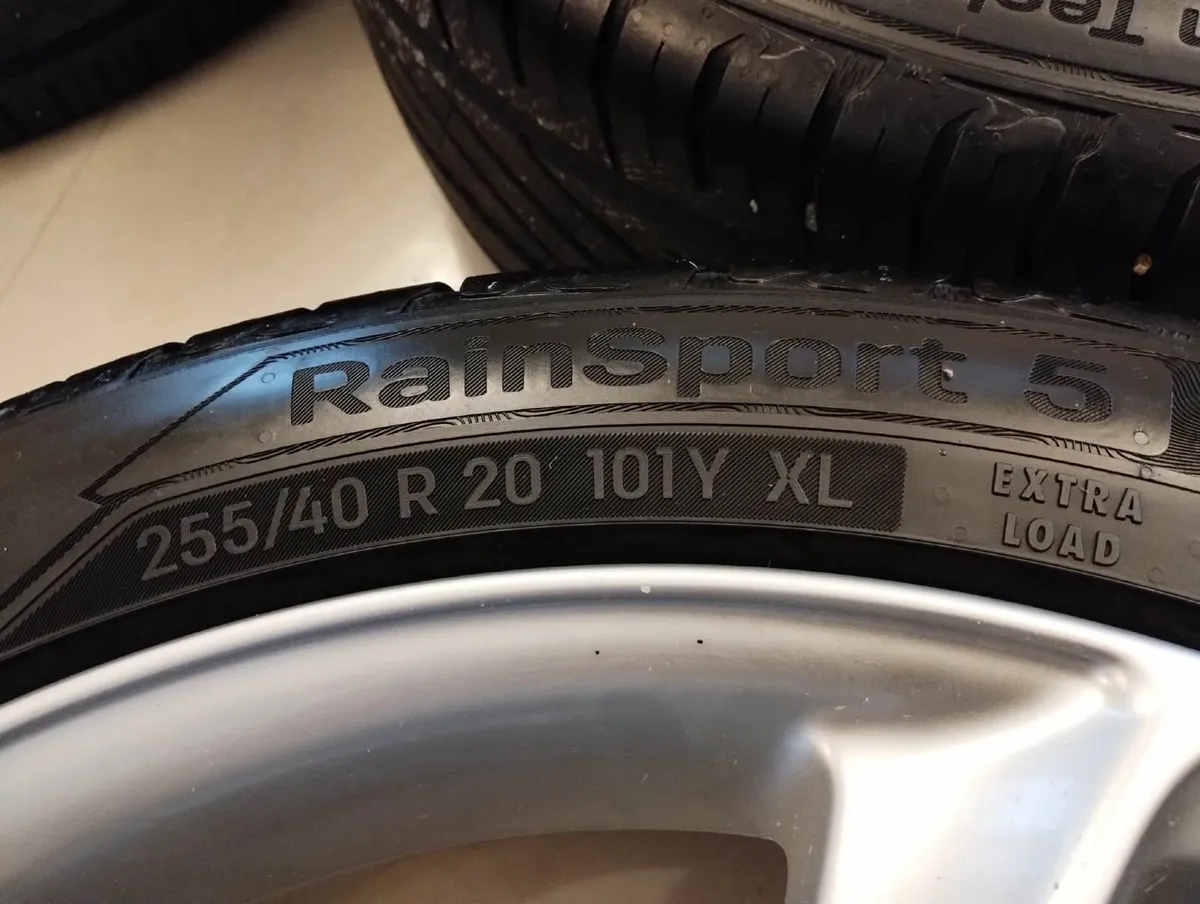 RainSport 5
255/40 R 20 101Y XL
EXTRA
LOAD